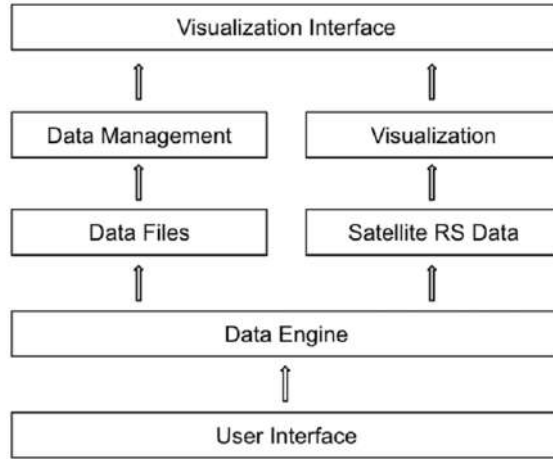 Visualization Interface
Data Management
Visualization
Data Files
Satellite RS Data
Data Engine
User Interface